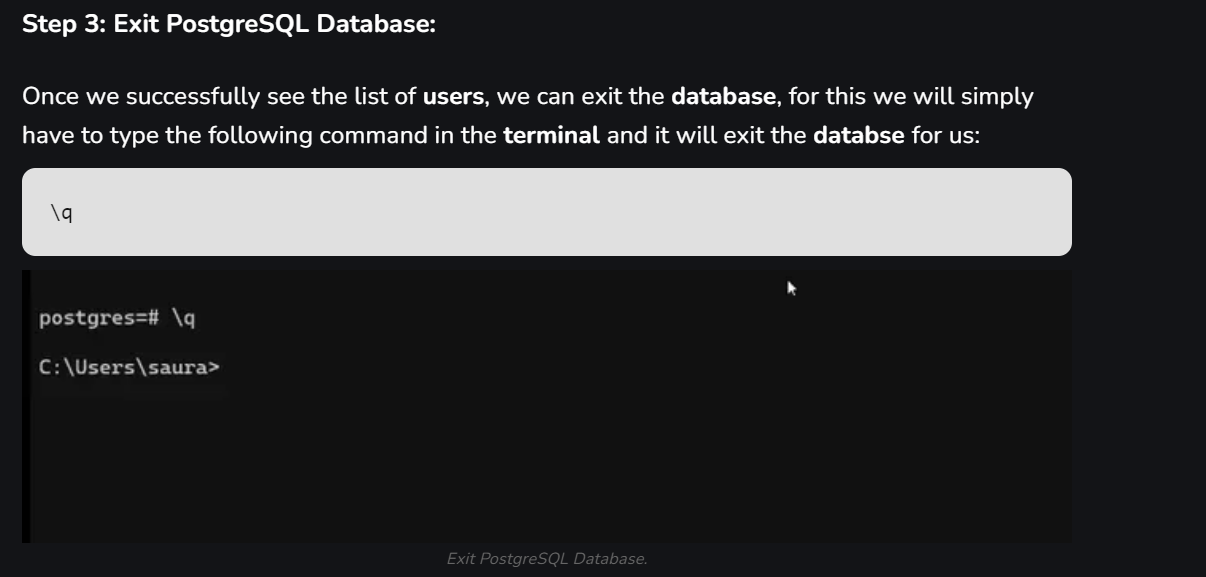 Step 3: Exit PostgreSQL Database:
Once we successfully see the list of users, we can exit the database, for this we will simply
have to type the following command in the terminal and it will exit the databse for us:
\q
postgres=# \q
C:\Users\saura>
Exit PostgreSQL Database.